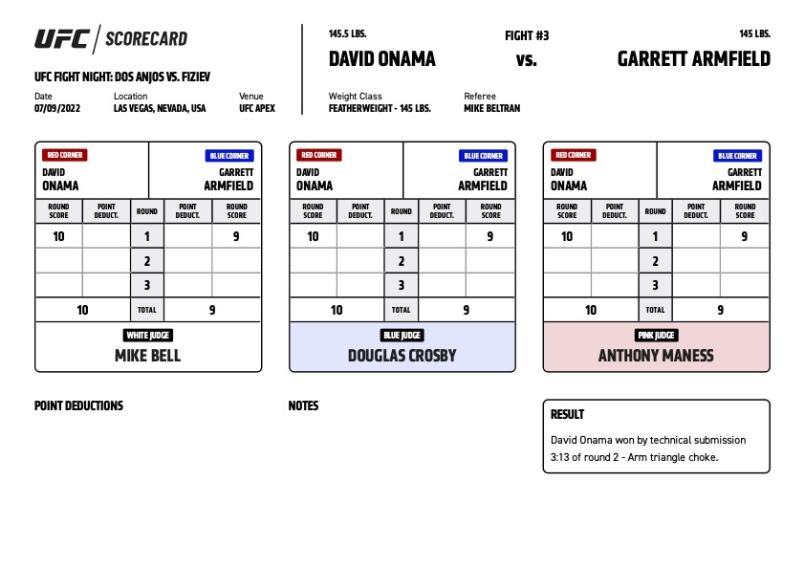 UFC / SCORECARD
UFC FIGHT NIGHT: DOS ANJOS VS. FIZIEV
Date Location Venue
07/09/2022 LAS VEGAS, NEVADA, USA UFC APEX
145.5 LBS. FIGHT #3 145 LBS.
DAVID ONAMA VS. GARRETT ARMFIELD
Weight Class Referee
FEATHERWEIGHT - 145 LBS. MIKE BELTRAN
RED CORNER BLUE CORNER
DAVID GARRETT
ONAMA ARMFIELD
ROUND SCORE POINT DEDUCT. ROUND POINT DEDUCT. ROUND SCORE
10 1 9
2
3
10 TOTAL 9
WHITE JUDGE
MIKE BELL
RED CORNER BLUE CORNER
DAVID GARRETT
ONAMA ARMFIELD
ROUND SCORE POINT DEDUCT. ROUND POINT DEDUCT. ROUND SCORE
10 1 9
2
3
10 TOTAL 9
BLUE JUDGE
DOUGLAS CROSBY
RED CORNER BLUE CORNER
DAVID GARRETT
ONAMA ARMFIELD
ROUND SCORE POINT DEDUCT. ROUND POINT DEDUCT. ROUND SCORE
10 1 9
2
3
10 TOTAL 9
PINK JUDGE
ANTHONY MANESS
POINT DEDUCTIONS
NOTES
RESULT
David Onama won by technical submission
3:13 of round 2 - Arm triangle choke.